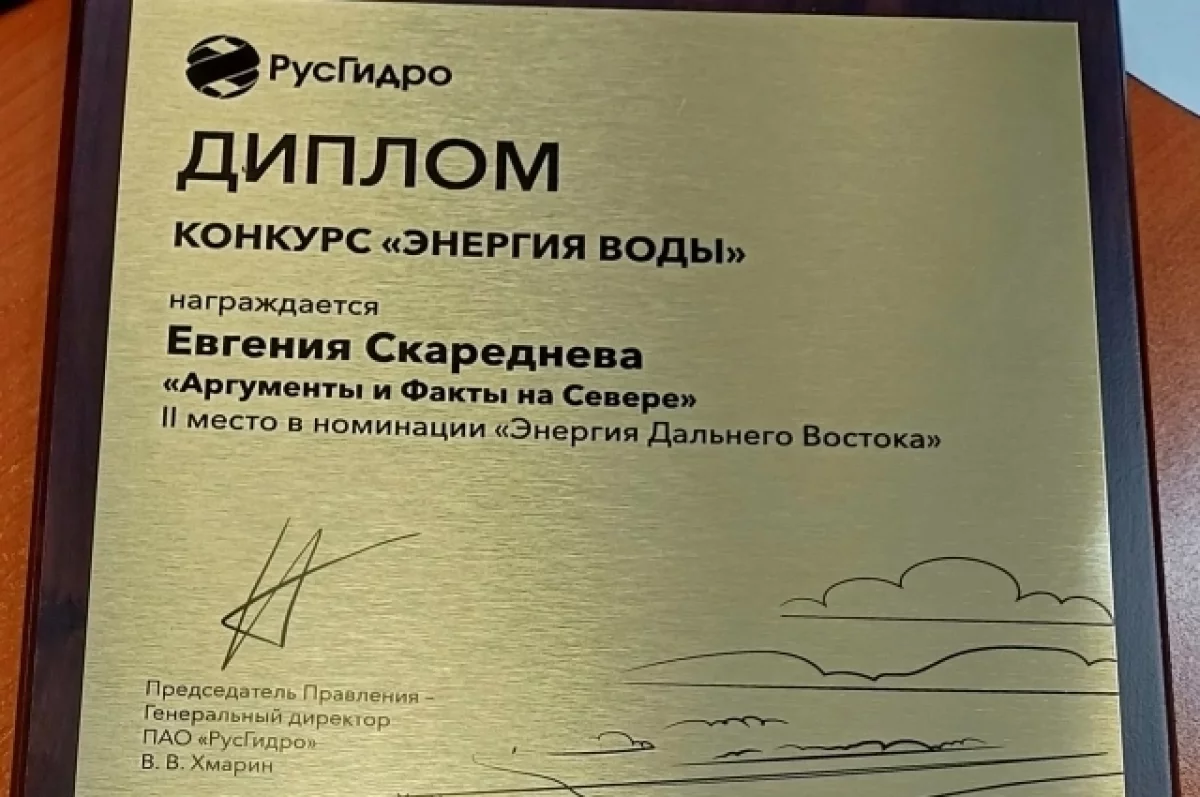 РусГидро
ДИПЛОМ
КОНКУРС «ЭНЕРГИЯ ВОДЫ»
награждается
Евгения Скареднева
«Аргументы и Факты на Севере»
II место в номинации «Энергия Дальнего Востока»
Председатель Правления –
Генеральный директор
ПАО «РусГидро»
В. В. Хмарин